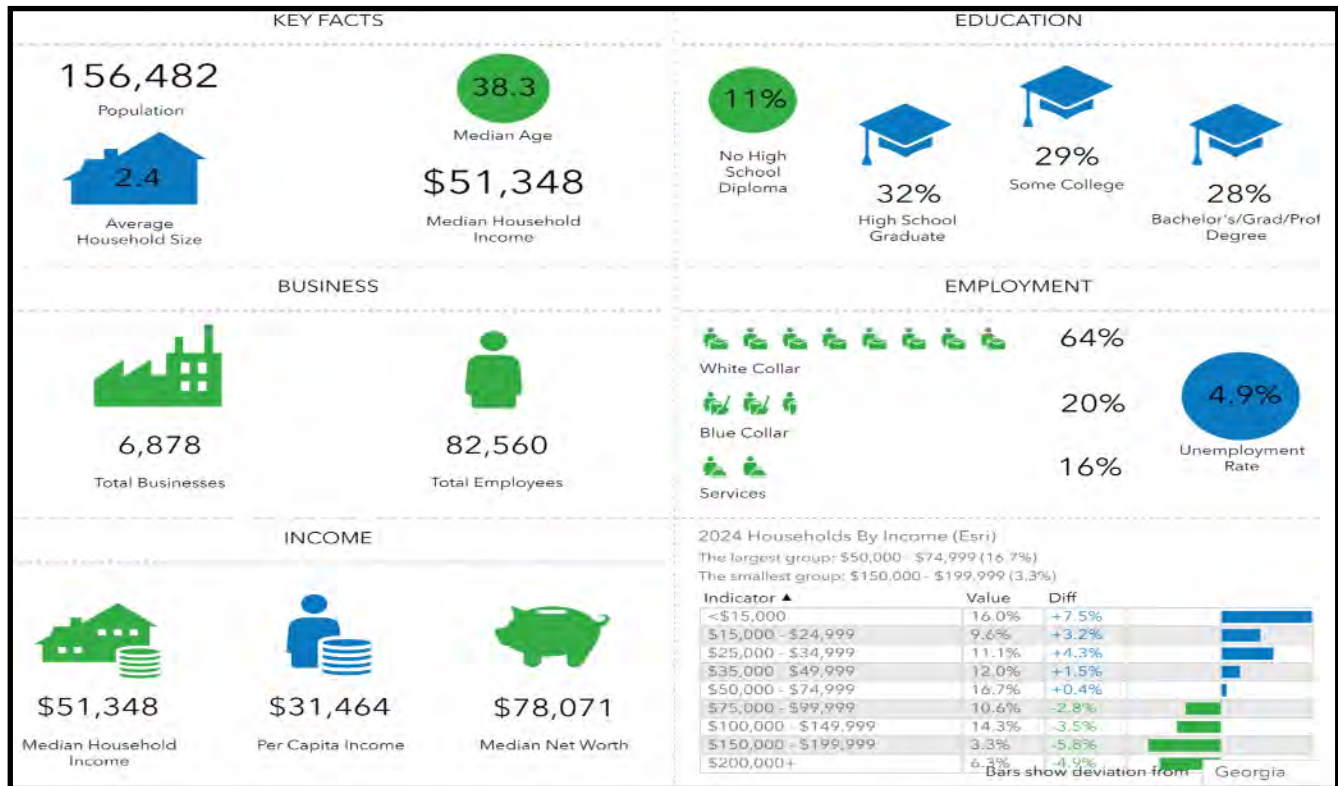 KEY FACTS
156,482
Population
38.3
Median Age
2.4
Average
Household Size
$51,348
Median Household
Income
EDUCATION
11%
No High
School
Diploma
32%
High School
Graduate
29%
Some College
28%
Bachelor's/Grad/Prof
Degree
BUSINESS
6,878
Total Businesses
82,560
Total Employees
EMPLOYMENT
64%
White Collar
20%
Blue Collar
16%
Services
4.9%
Unemployment
Rate
INCOME
$51,348
Median Household
Income
$31,464
Per Capita Income
$78,071
Median Net Worth
2024 Households By Income (Esri)
The largest group: $50,000 - $74,999 (16.7%)
The smallest group: $150,000 - $199,999 (3.3%)
Indicator ▲ Value Diff
<$15,000 16.0% +7.5%
$15,000 - $24,999 9.6% +3.2%
$25,000 - $34,999 11.1% +4.3%
$35,000 - $49,999 12.0% +1.5%
$50,000 - $74,999 16.7% +0.4%
$75,000 - $99,999 10.6% -2.8%
$100,000 - $149,999 14.3% -3.5%
$150,000 - $199,999 3.3% -5.8%
$200,000+ 6.3% -4.9%
Bars show deviation from Georgia